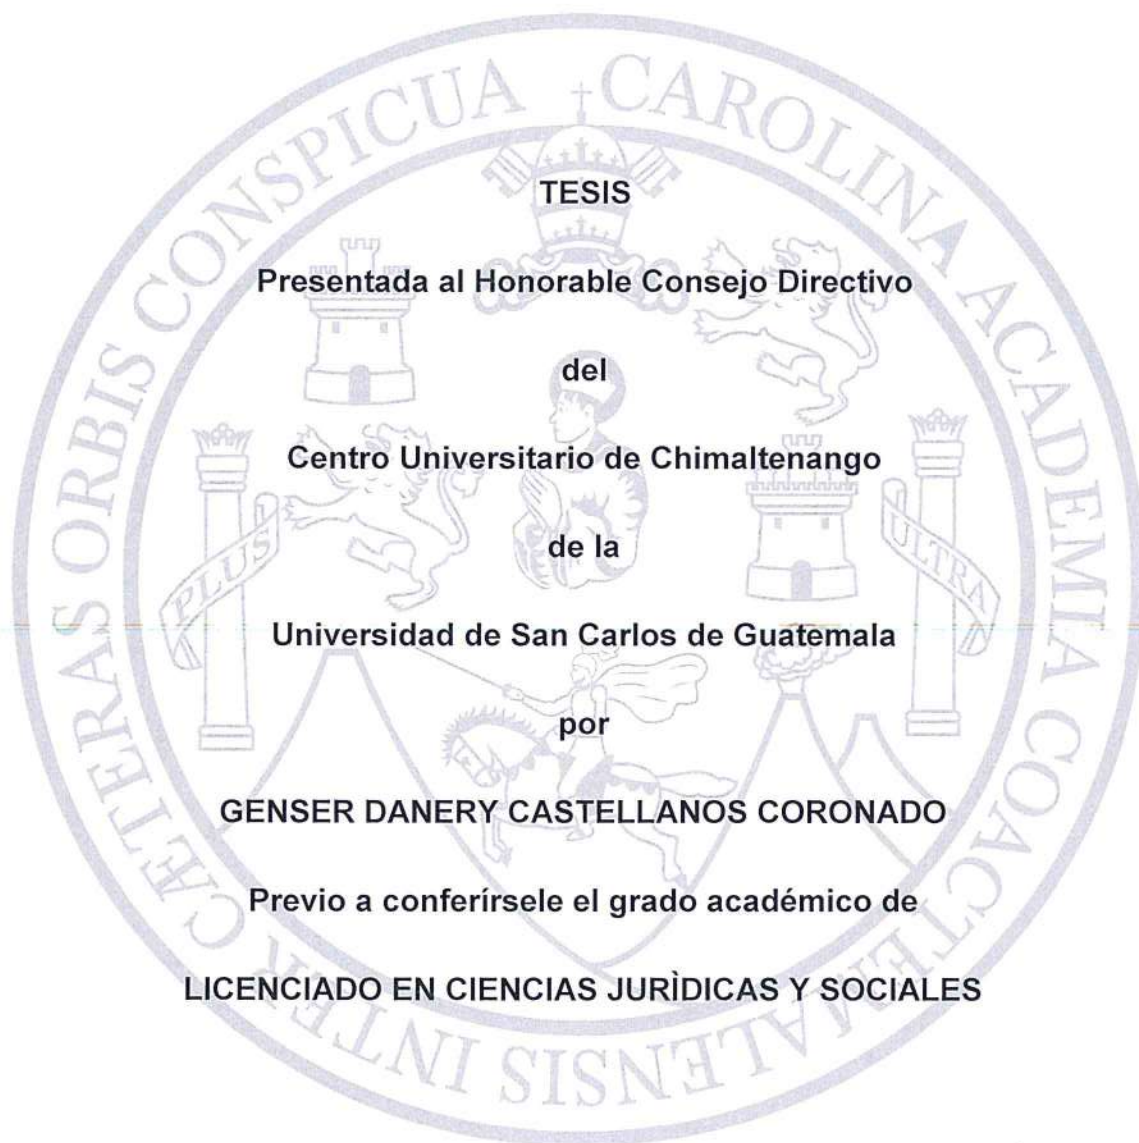 TESIS
Presentada al Honorable Consejo Directivo
del
Centro Universitario de Chimaltenango
de la
Universidad de San Carlos de Guatemala
por
GENSER DANERY CASTELLANOS CORONADO
Previo a conferírsele el grado académico de
LICENCIADO EN CIENCIAS JURÌDICAS Y SOCIALES
CAROLINA ACADEMIA COACTEMALENSIS INTER CÆTERAS ORBIS CONSPICUA
PLUS
ULTRA